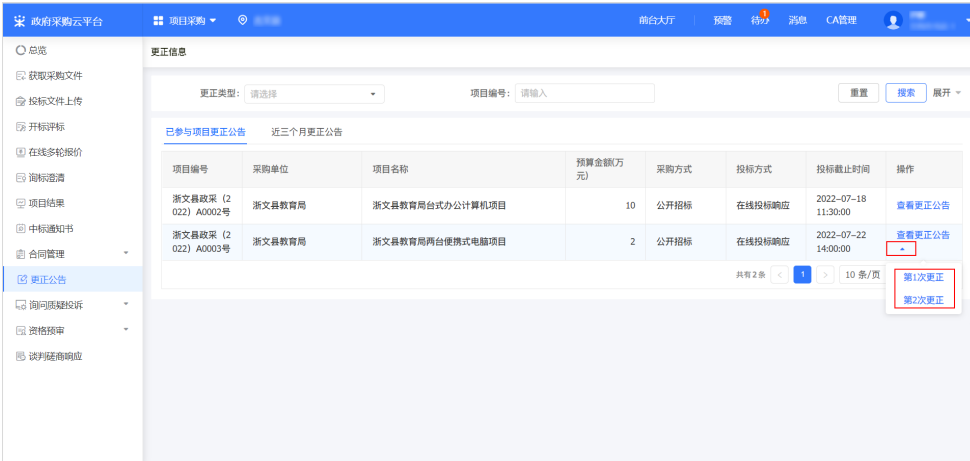 政府采购云平台
项目采购
前台大厅
预警
待办
1
消息
CA管理
总览
获取采购文件
投标文件上传
开标评标
在线多轮报价
询标澄清
项目结果
中标通知书
合同管理
更正公告
询问质疑投诉
资格预审
谈判磋商响应
更正信息
更正类型: 请选择
项目编号: 请输入
重置
搜索
展开
已参与项目更正公告
近三个月更正公告
项目编号 采购单位 项目名称 预算金额(万
元) 采购方式 投标方式 投标截止时间 操作
浙文县政采（2
022）A0002号 浙文县教育局 浙文县教育局台式办公计算机项目 10 公开招标 在线投标响应 2022-07-18
11:30:00 查看更正公告
浙文县政采（2
022）A0003号 浙文县教育局 浙文县教育局两台便携式电脑项目 2 公开招标 在线投标响应 2022-07-22
14:00:00 查看更正公告
共有2条 < 1 > 10 条/页
第1次更正
第2次更正